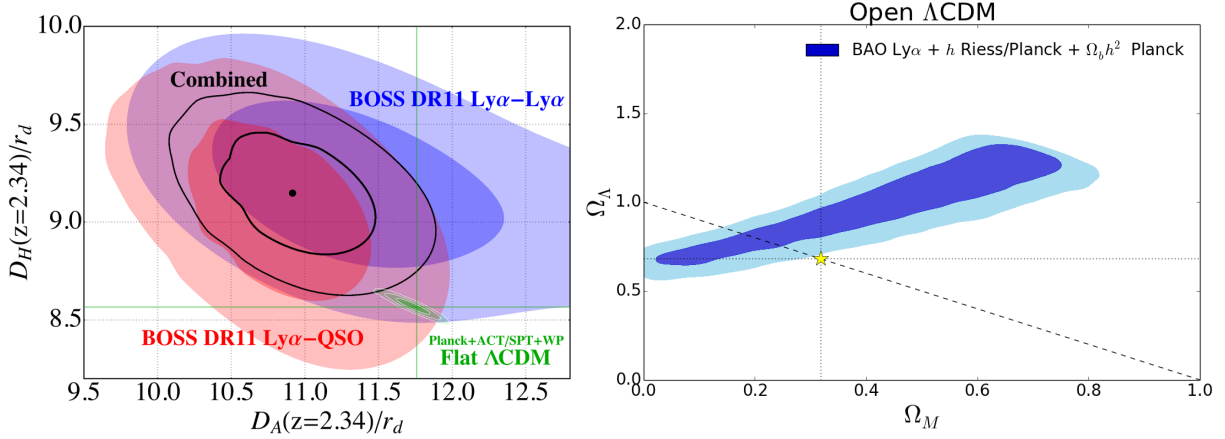 10.0
9.5
9.0
8.5
D_H(z=2.34)/r_d
Combined
BOSS DR11 Lyα−Lyα
BOSS DR11 Lyα−QSO
Planck+ACT/SPT+WP
Flat ΛCDM
9.5 10.0 10.5 11.0 11.5 12.0 12.5
D_A(z=2.34)/r_d
Open ΛCDM
BAO Lyα + h Riess/Planck + Ω_b h² Planck
2.0
1.5
1.0
0.5
0.0
Ω_Λ
0.0 0.2 0.4 0.6 0.8 1.0
Ω_M